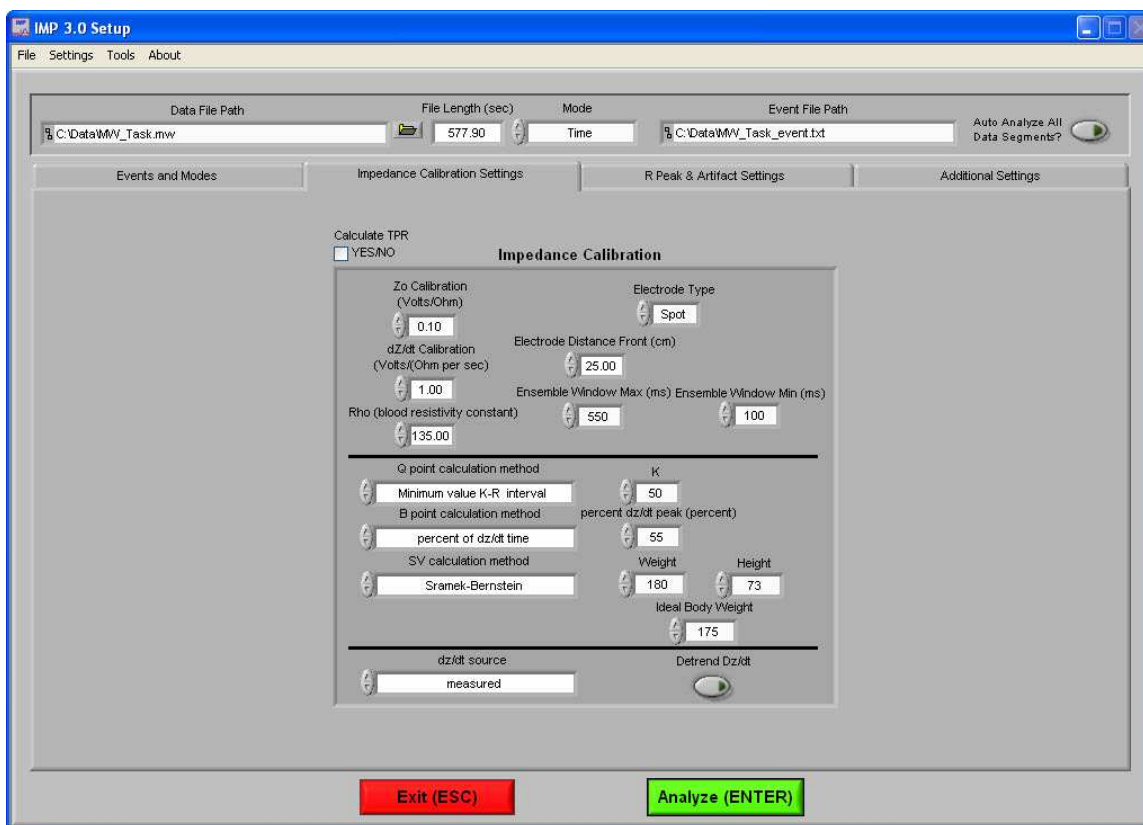 IMP 3.0 Setup
File Settings Tools About
Data File Path File Length (sec) Mode Event File Path
C:\Data\MW_Task.mw 577.90 Time C:\Data\MW_Task_event.txt
Auto Analyze All
Data Segments?
Events and Modes Impedance Calibration Settings R Peak & Artifact Settings Additional Settings
Calculate TPR
YES/NO
Impedance Calibration
Zo Calibration
(Volts/Ohm)
0.10
Electrode Type
Spot
dZ/dt Calibration
(Volts/(Ohm per sec)
1.00
Electrode Distance Front (cm)
25.00
Ensemble Window Max (ms) Ensemble Window Min (ms)
550 100
Rho (blood resistivity constant)
135.00
Q point calculation method K
Minimum value K-R interval 50
B point calculation method percent dz/dt peak (percent)
percent of dz/dt time 55
SV calculation method Weight Height
Sramek-Bernstein 180 73
Ideal Body Weight
175
dz/dt source Detrend Dz/dt
measured
Exit (ESC) Analyze (ENTER)